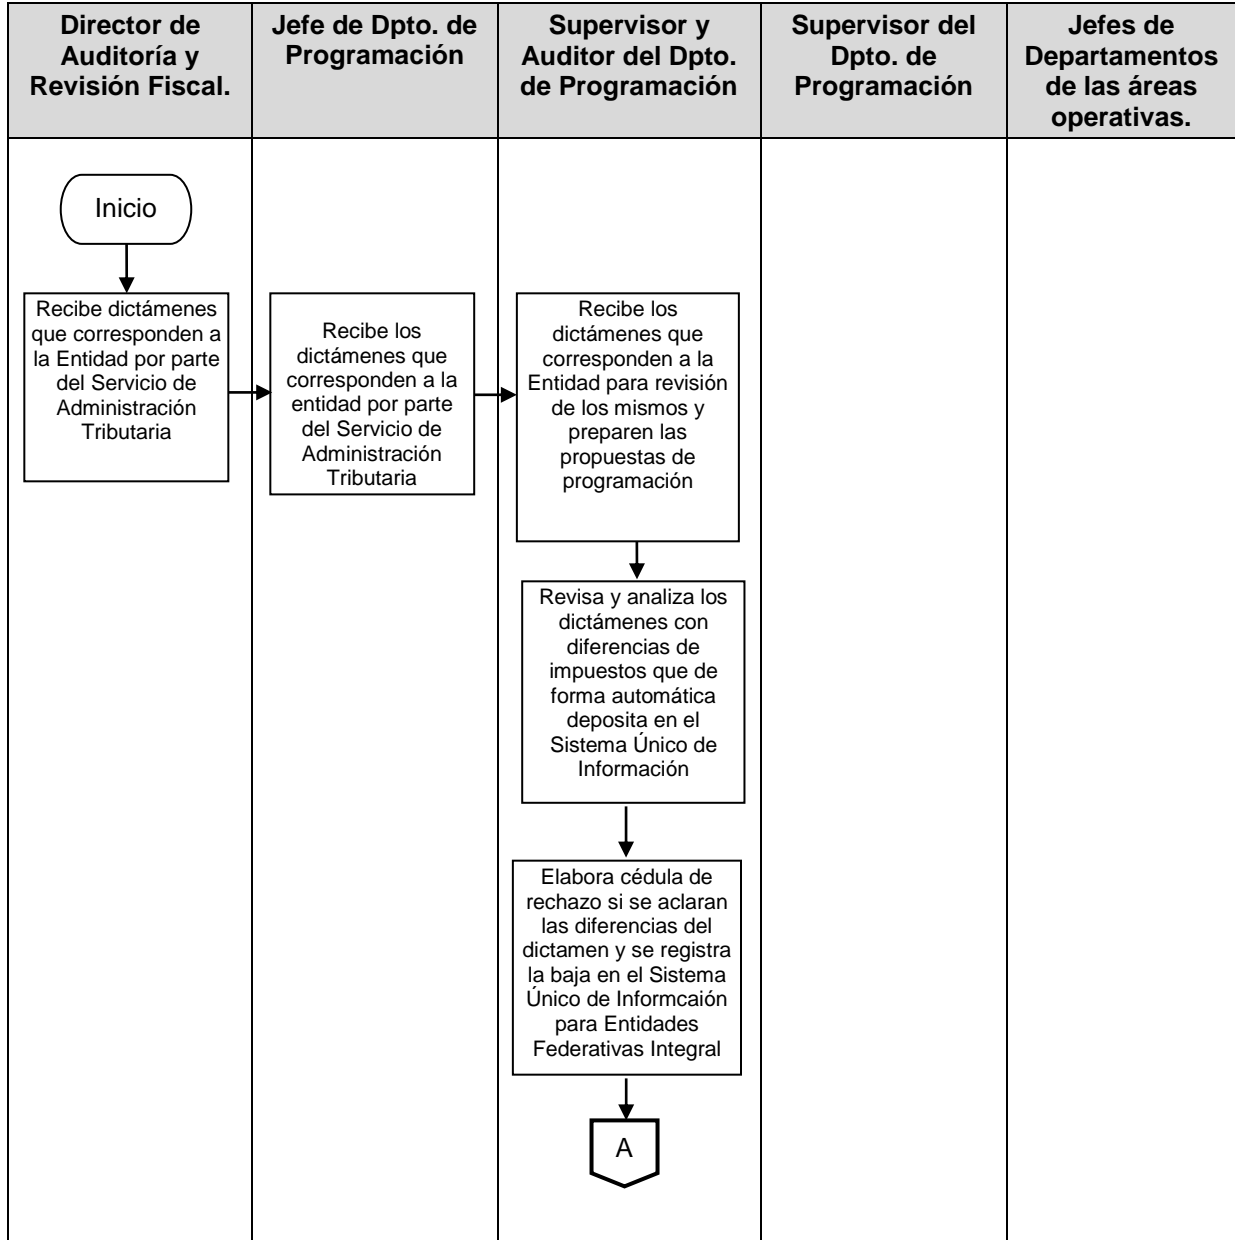 Director de
Auditoría y
Revisión Fiscal.
Jefe de Dpto. de
Programación
Supervisor y
Auditor del Dpto.
de Programación
Supervisor del
Dpto. de
Programación
Jefes de
Departamentos
de las áreas
operativas.
Inicio
Recibe dictámenes
que corresponden a
la Entidad por parte
del Servicio de
Administración
Tributaria
Recibe los
dictámenes que
corresponden a la
entidad por parte
del Servicio de
Administración
Tributaria
Recibe los
dictámenes que
corresponden a la
Entidad para revisión
de los mismos y
preparen las
propuestas de
programación
Revisa y analiza los
dictámenes con
diferencias de
impuestos que de
forma automática
deposita en el
Sistema Único de
Información
Elabora cédula de
rechazo si se aclaran
las diferencias del
dictamen y se registra
la baja en el Sistema
Único de Informcaión
para Entidades
Federativas Integral
A